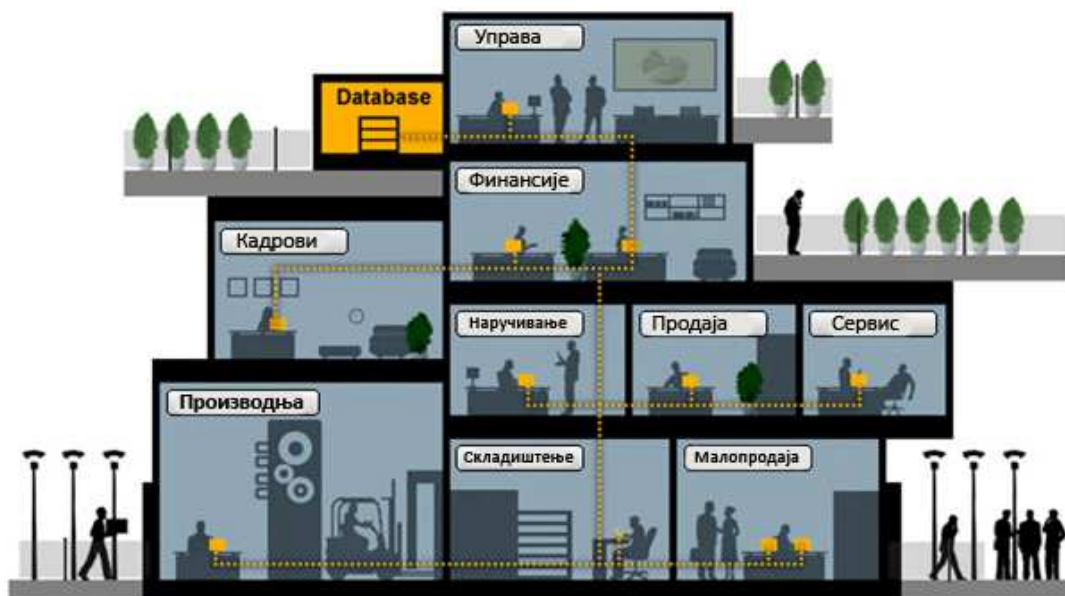 Управа
Database
Финансије
Кадрови
Наручивање
Продаја
Сервис
Производња
Складиштење
Малопродаја